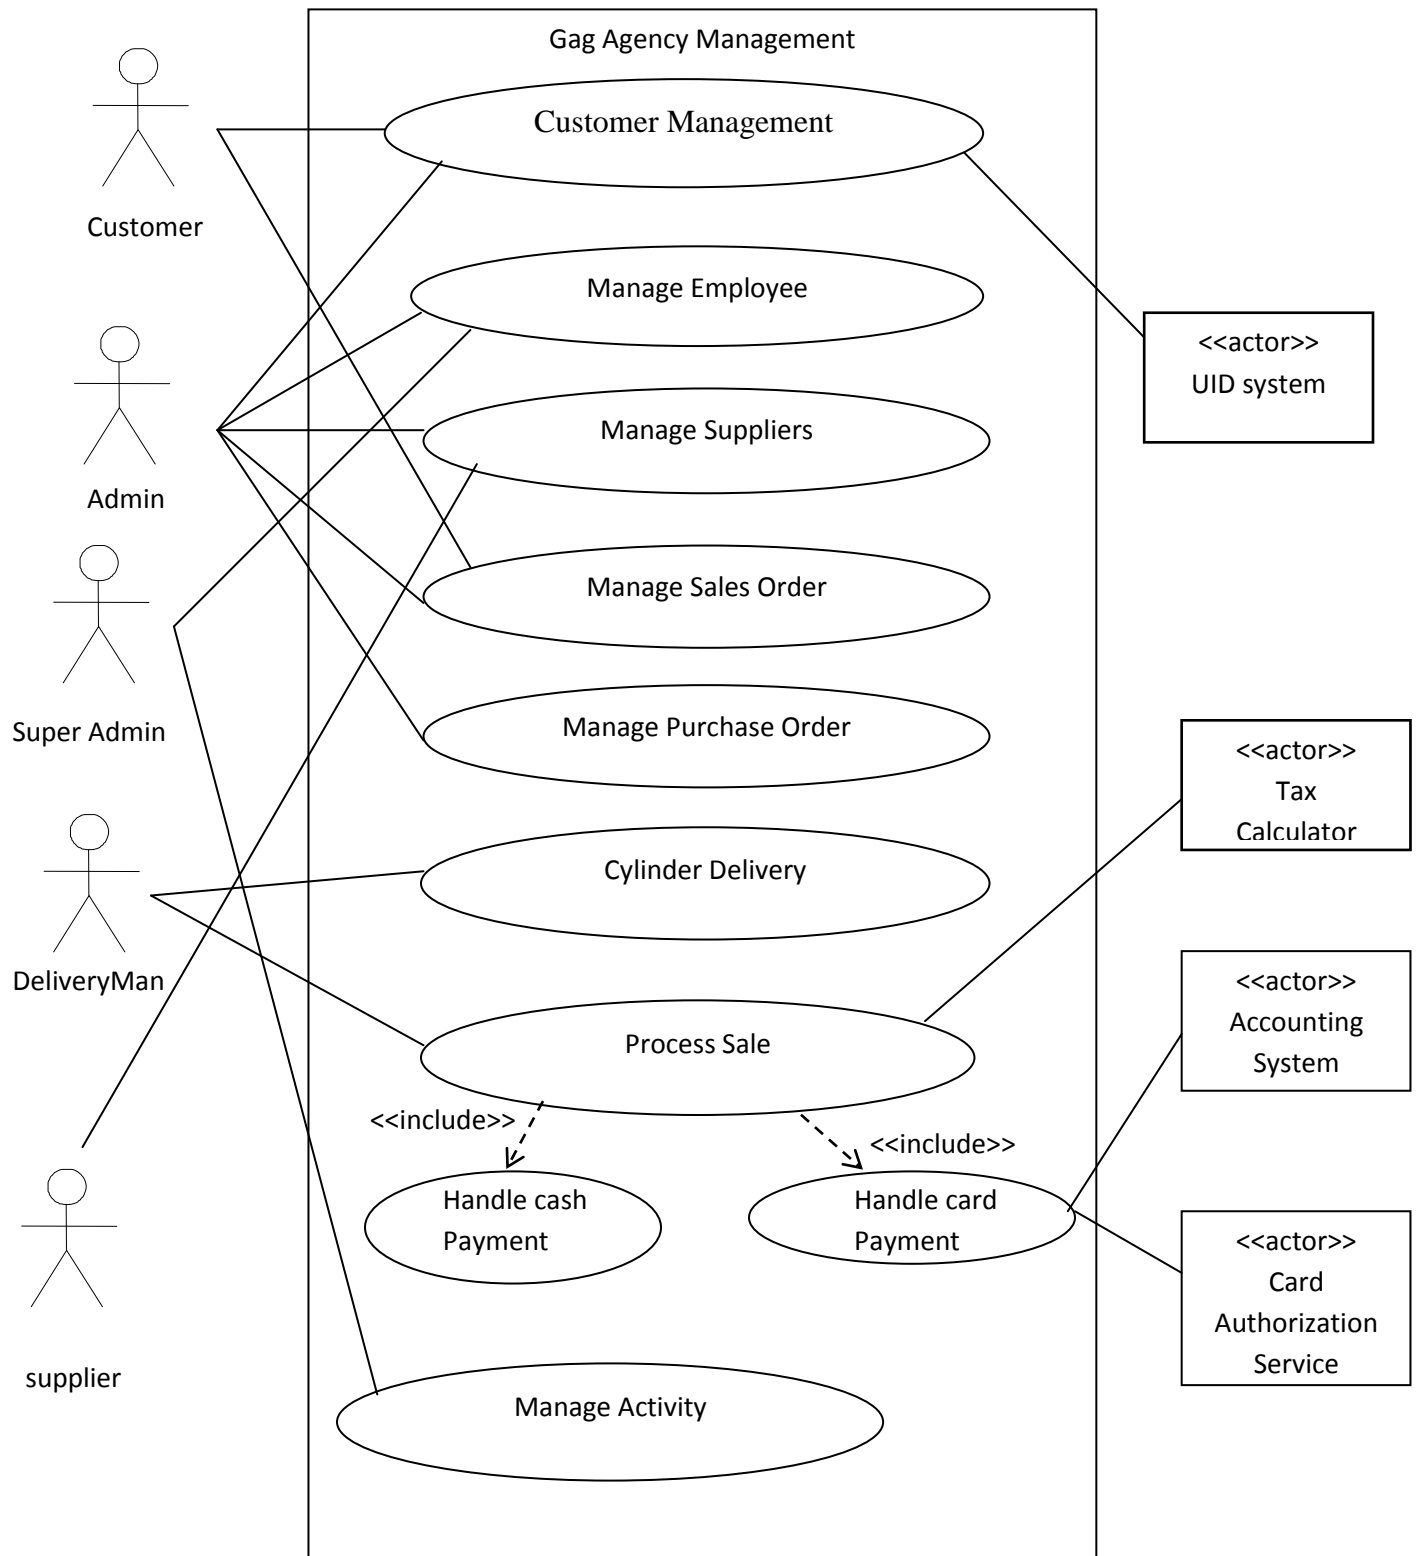 Gag Agency Management
Customer Management
Customer
Manage Employee
<<actor>>
UID system
Manage Suppliers
Admin
Manage Sales Order
Super Admin
Manage Purchase Order
<<actor>>
Tax
Calculator
Cylinder Delivery
DeliveryMan
<<actor>>
Accounting
System
Process Sale
<<include>>
<<include>>
Handle cash
Payment
Handle card
Payment
<<actor>>
Card
Authorization
Service
supplier
Manage Activity